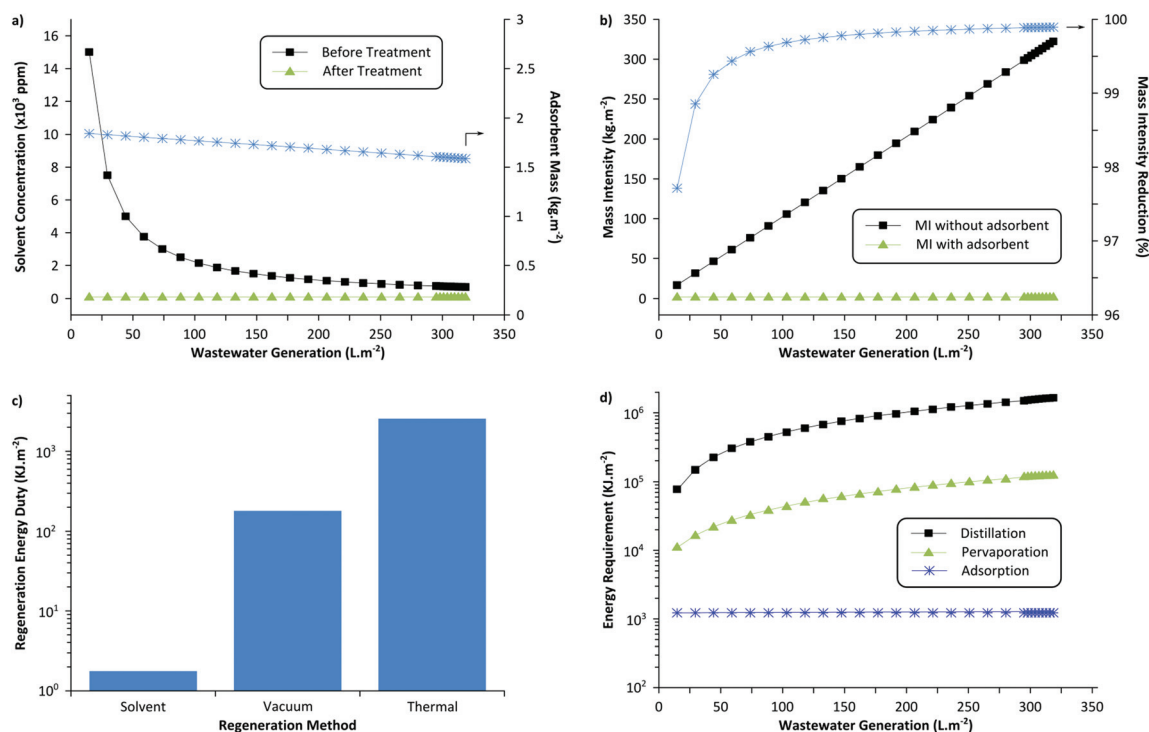 a)
Solvent Concentration (x10³ ppm)
16
14
12
10
8
6
4
2
0
3
2.5
2
1.5
1
0.5
0
Adsorbent Mass (kg.m⁻²)
Before Treatment
After Treatment
0 50 100 150 200 250 300 350
Wastewater Generation (L.m⁻²)
b)
Mass Intensity (kg.m⁻²)
350
300
250
200
150
100
50
0
100
99
98
97
96
Mass Intensity Reduction (%)
MI without adsorbent
MI with adsorbent
0 50 100 150 200 250 300 350
Wastewater Generation (L.m⁻²)
c)
Regeneration Energy Duty (KJ.m⁻²)
10³
10²
10¹
10⁰
Solvent Vacuum Thermal
Regeneration Method
d)
Energy Requirement (KJ.m⁻²)
10⁶
10⁵
10⁴
10³
10²
Distillation
Pervaporation
Adsorption
0 50 100 150 200 250 300 350
Wastewater Generation (L.m⁻²)